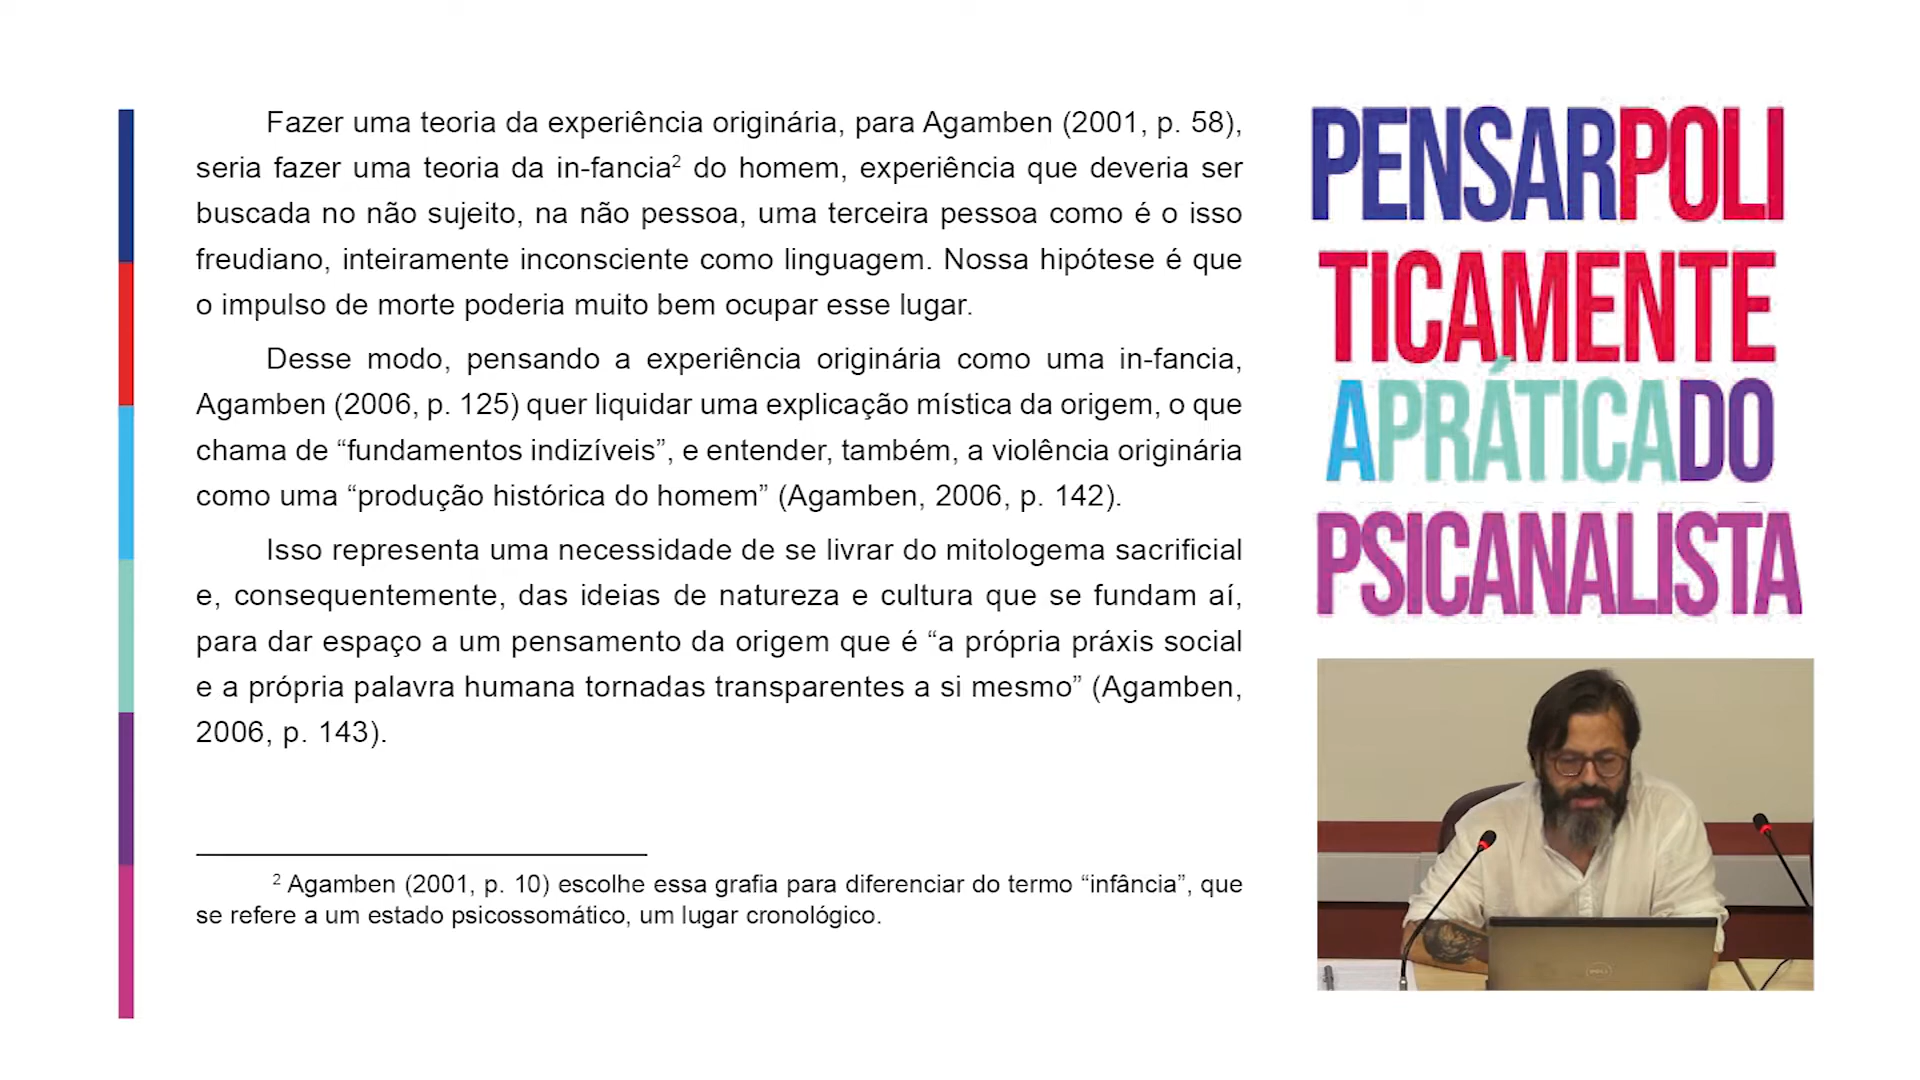 Fazer uma teoria da experiência originária, para Agamben (2001, p. 58),
seria fazer uma teoria da in-fancia² do homem, experiência que deveria ser
buscada no não sujeito, na não pessoa, uma terceira pessoa como é o isso
freudiano, inteiramente inconsciente como linguagem. Nossa hipótese é que
o impulso de morte poderia muito bem ocupar esse lugar.
Desse modo, pensando a experiência originária como uma in-fancia,
Agamben (2006, p. 125) quer liquidar uma explicação mística da origem, o que
chama de “fundamentos indizíveis”, e entender, também, a violência originária
como uma “produção histórica do homem” (Agamben, 2006, p. 142).
Isso representa uma necessidade de se livrar do mitologema sacrificial
e, consequentemente, das ideias de natureza e cultura que se fundam aí,
para dar espaço a um pensamento da origem que é “a própria práxis social
e a própria palavra humana tornadas transparentes a si mesmo” (Agamben,
2006, p. 143).
² Agamben (2001, p. 10) escolhe essa grafia para diferenciar do termo “infância”, que
se refere a um estado psicossomático, um lugar cronológico.
PENSARPOLI
TICAMENTE
APRÁTICADO
PSICANALISTA
DELL